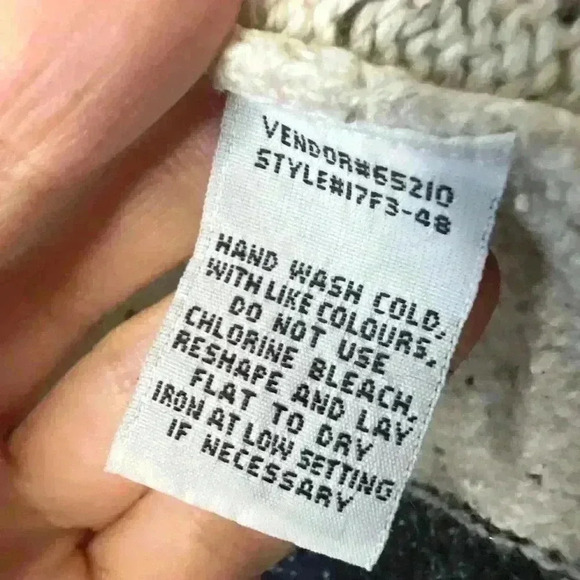 VENDOR#65210
STYLE#17F3-48
HAND WASH COLD,
WITH LIKE COLOURS,
DO NOT USE
CHLORINE BLEACH,
RESHAPE AND LAY
FLAT TO DRY
IRON AT LOW SETTING
IF NECESSARY